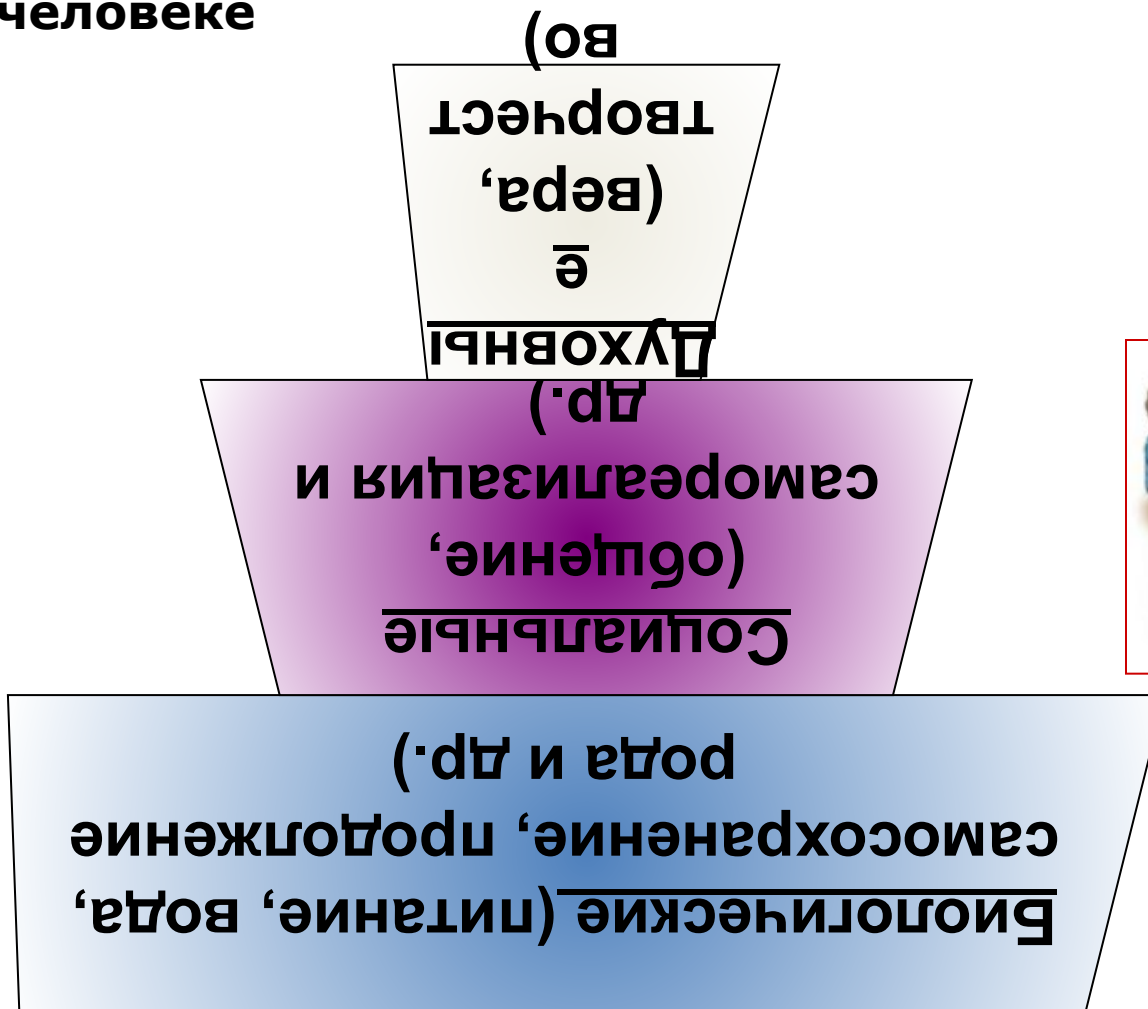 человеке
Духовны
е
(вера,
творчест
во)
Социальные
(общение,
самореализация и
др.)
Биологические (питание, вода,
самосохранение, продолжение
рода и др.)